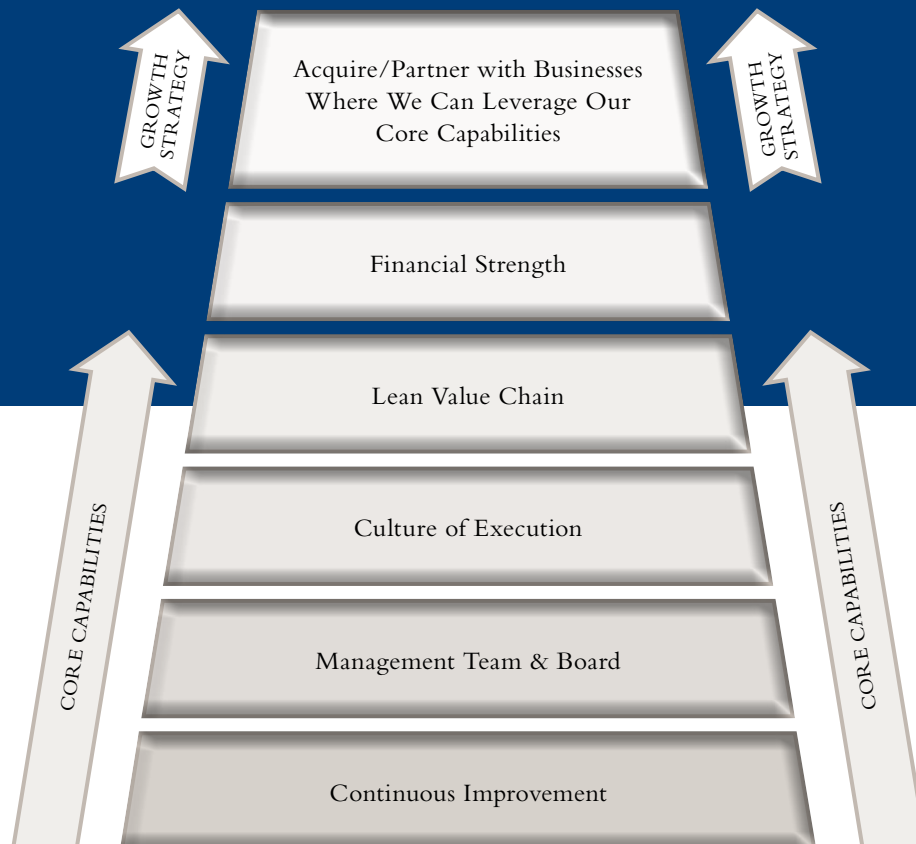 GROWTH
STRATEGY
Acquire/Partner with Businesses
Where We Can Leverage Our
Core Capabilities
GROWTH
STRATEGY
Financial Strength
Lean Value Chain
Culture of Execution
CORE CAPABILITIES
CORE CAPABILITIES
Management Team & Board
Continuous Improvement